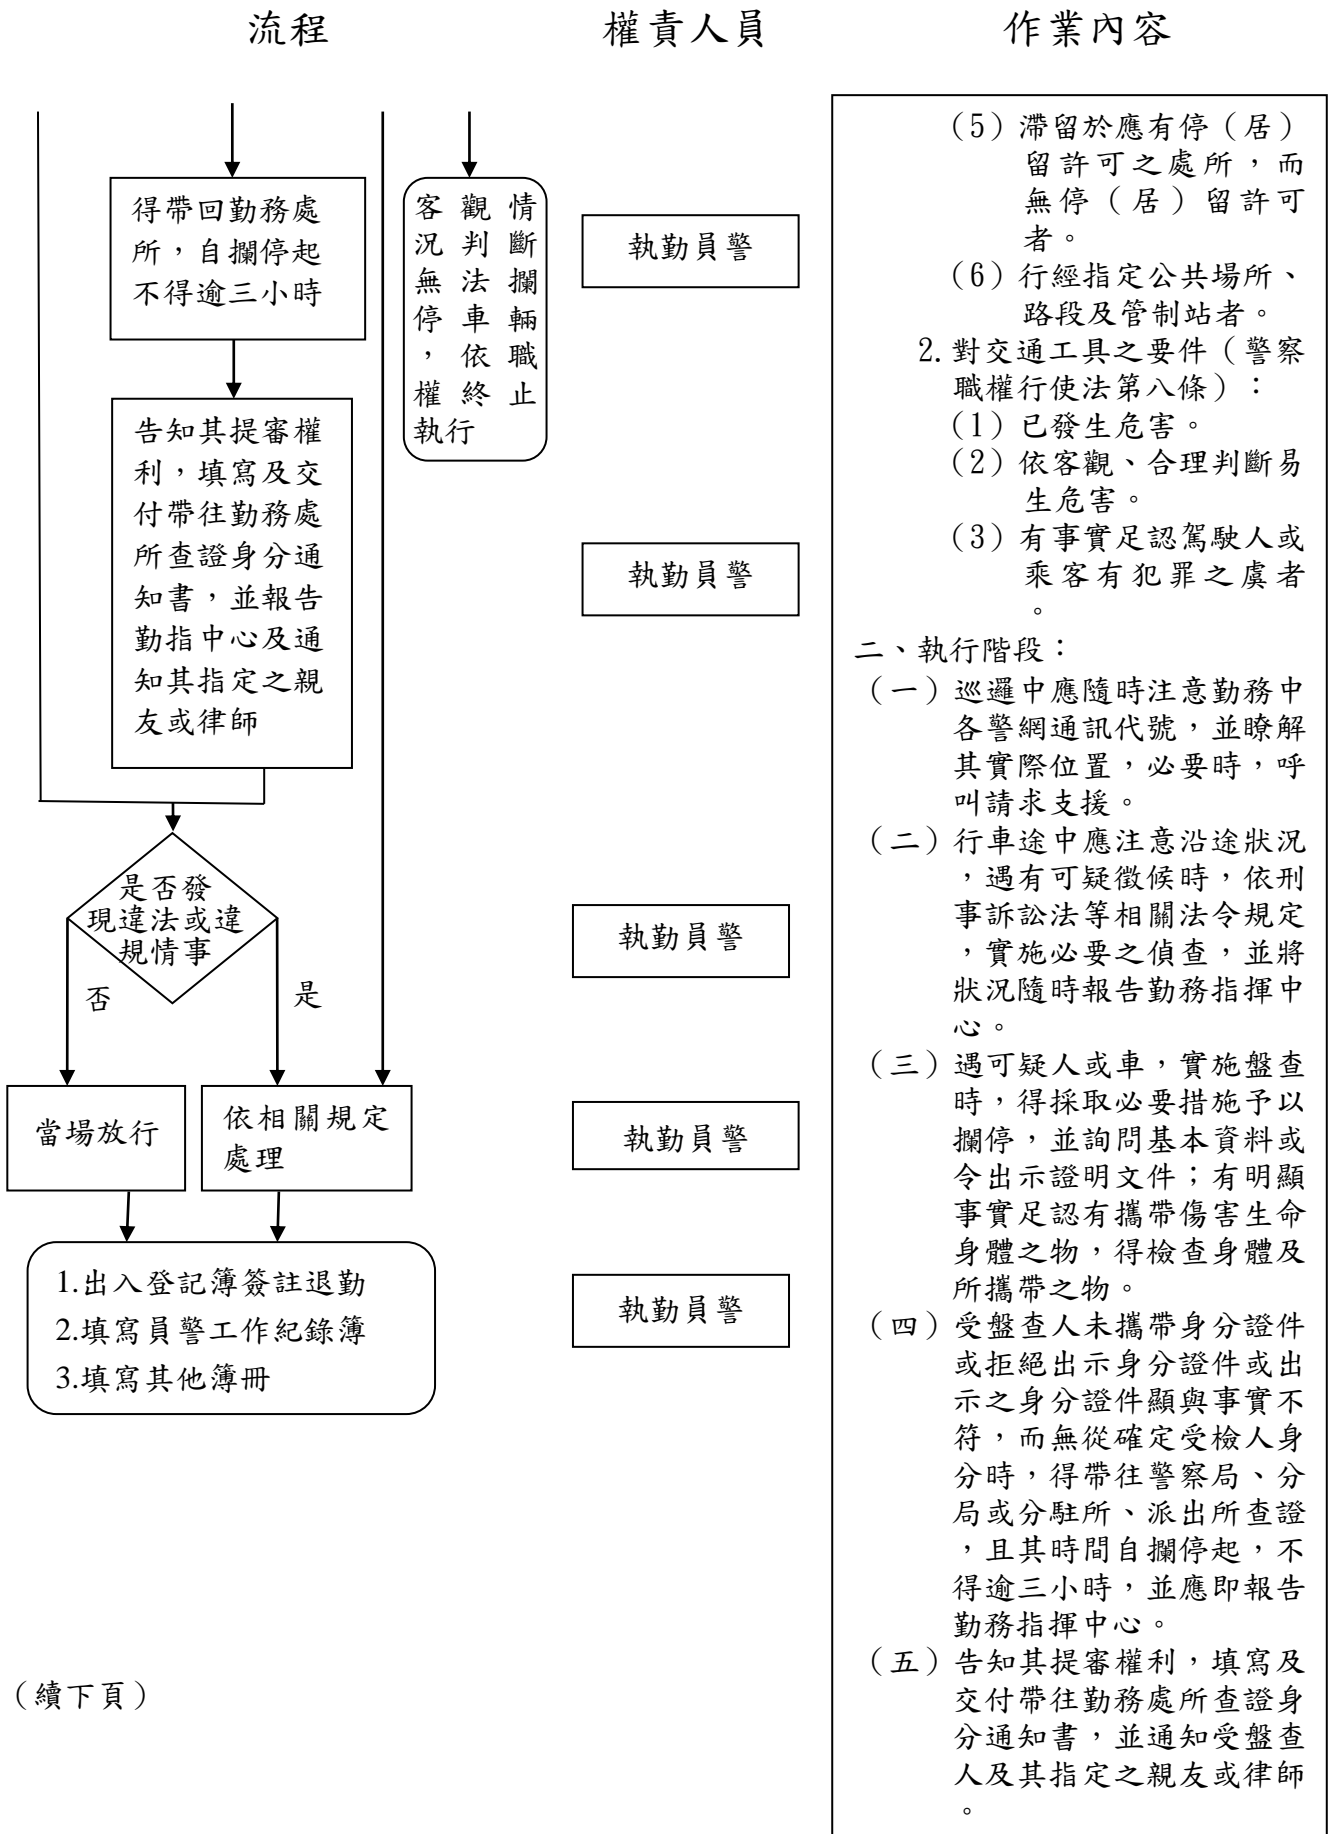 流程
權責人員
作業內容
得帶回勤務處
所，自攔停起
不得逾三小時
告知其提審權
利，填寫及交
付帶往勤務處
所查證身分通
知書，並報告
勤指中心及通
知其指定之親
友或律師
是否發
現違法或違
規情事
否
是
當場放行
依相關規定
處理
1.出入登記簿簽註退勤
2.填寫員警工作紀錄簿
3.填寫其他簿冊
（續下頁）
客觀情
況判斷
無法攔
停車輛
，依職
權終止
執行
執勤員警
執勤員警
執勤員警
執勤員警
執勤員警
（5）滯留於應有停（居）
留許可之處所，而
無停（居）留許可
者。
（6）行經指定公共場所、
路段及管制站者。
2.對交通工具之要件（警察
職權行使法第八條）：
（1）已發生危害。
（2）依客觀、合理判斷易
生危害。
（3）有事實足認駕駛人或
乘客有犯罪之虞者
。
二、執行階段：
（一）巡邏中應隨時注意勤務中
各警網通訊代號，並瞭解
其實際位置，必要時，呼
叫請求支援。
（二）行車途中應注意沿途狀況
，遇有可疑徵候時，依刑
事訴訟法等相關法令規定
，實施必要之偵查，並將
狀況隨時報告勤務指揮中
心。
（三）遇可疑人或車，實施盤查
時，得採取必要措施予以
攔停，並詢問基本資料或
令出示證明文件；有明顯
事實足認有攜帶傷害生命
身體之物，得檢查身體及
所攜帶之物。
（四）受盤查人未攜帶身分證件
或拒絕出示身分證件或出
示之身分證件顯與事實不
符，而無從確定受檢人身
分時，得帶往警察局、分
局或分駐所、派出所查證
，且其時間自攔停起，不
得逾三小時，並應即報告
勤務指揮中心。
（五）告知其提審權利，填寫及
交付帶往勤務處所查證身
分通知書，並通知受盤查
人及其指定之親友或律師
。